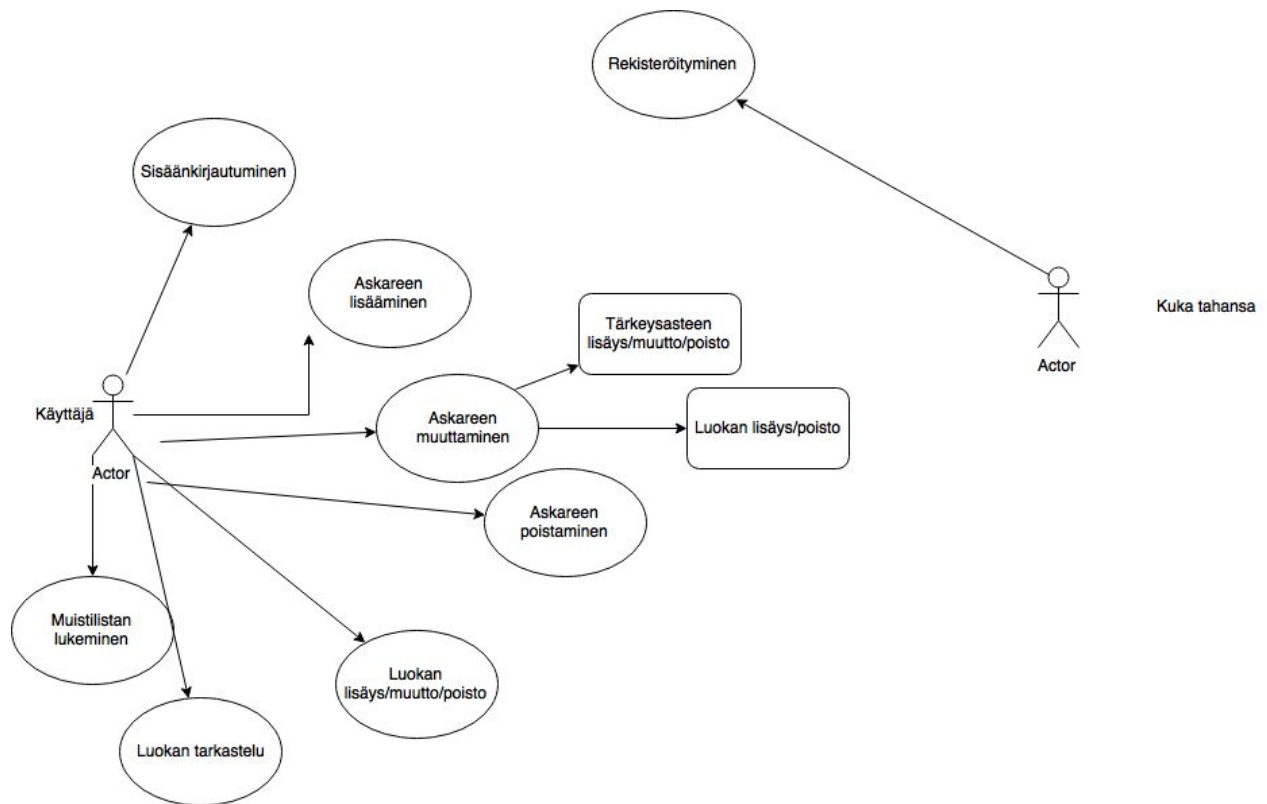 Rekisteröityminen
Sisäänkirjautuminen
Askareen
lisääminen
Tärkeysasteen
lisäys/muutto/poisto
Kuka tahansa
Actor
Käyttäjä
Askareen
muuttaminen
Luokan lisäys/poisto
Actor
Askareen
poistaminen
Muistilistan
lukeminen
Luokan
lisäys/muutto/poisto
Luokan tarkastelu